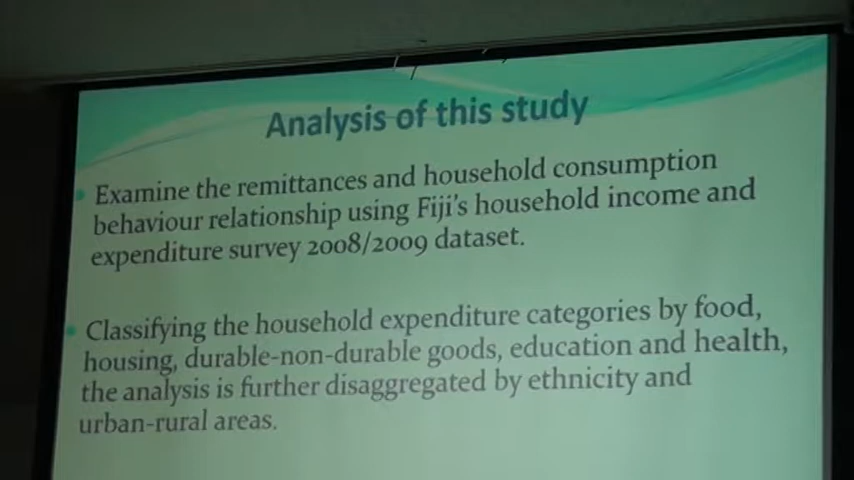 Analysis of this study
Examine the remittances and household consumption
behaviour relationship using Fiji's household income and
expenditure survey 2008/2009 dataset.
Classifying the household expenditure categories by food,
housing, durable-non-durable goods, education and health,
the analysis is further disaggregated by ethnicity and
urban-rural areas.